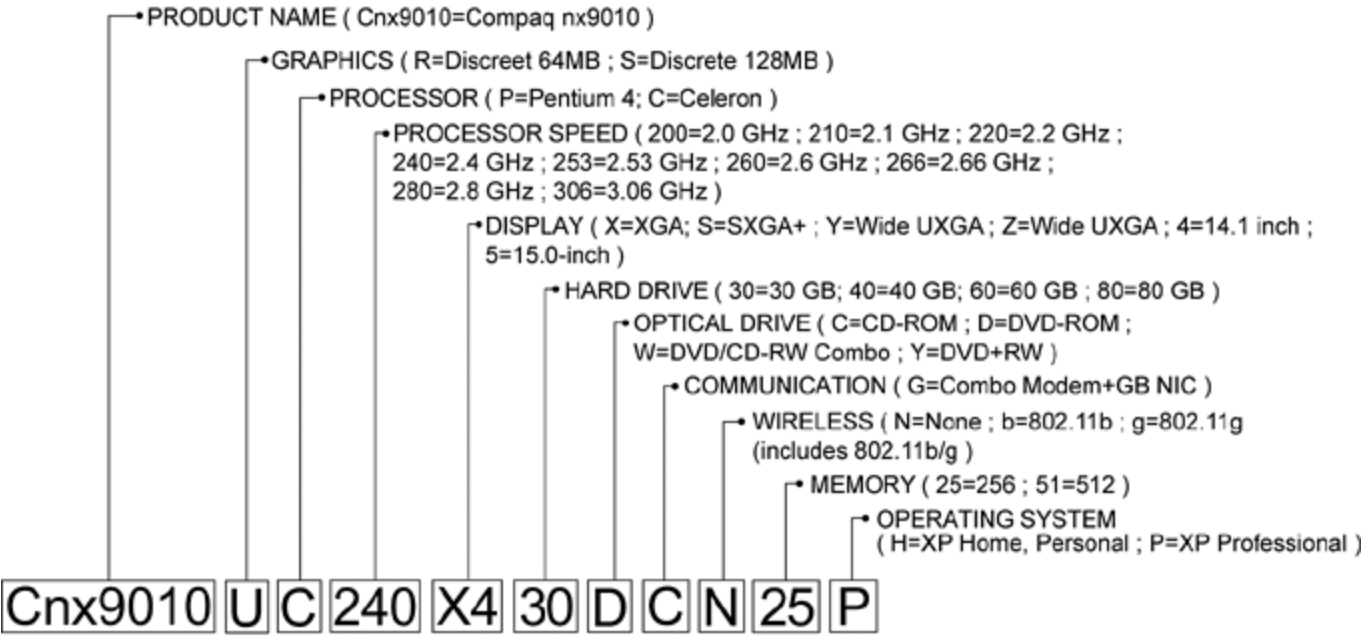 PRODUCT NAME ( Cnx9010=Compaq nx9010 )
GRAPHICS ( R=Discreet 64MB ; S=Discrete 128MB )
PROCESSOR ( P=Pentium 4; C=Celeron )
PROCESSOR SPEED ( 200=2.0 GHz ; 210=2.1 GHz ; 220=2.2 GHz ;
240=2.4 GHz ; 253=2.53 GHz ; 260=2.6 GHz ; 266=2.66 GHz ;
280=2.8 GHz ; 306=3.06 GHz )
DISPLAY ( X=XGA; S=SXGA+ ; Y=Wide UXGA ; Z=Wide UXGA ; 4=14.1 inch ;
5=15.0-inch )
HARD DRIVE ( 30=30 GB; 40=40 GB; 60=60 GB ; 80=80 GB )
OPTICAL DRIVE ( C=CD-ROM ; D=DVD-ROM ;
W=DVD/CD-RW Combo ; Y=DVD+RW )
COMMUNICATION ( G=Combo Modem+GB NIC )
WIRELESS ( N=None ; b=802.11b ; g=802.11g
(includes 802.11b/g )
MEMORY ( 25=256 ; 51=512 )
OPERATING SYSTEM
( H=XP Home, Personal ; P=XP Professional )
Cnx9010 U C 240 X4 30 D C N 25 P